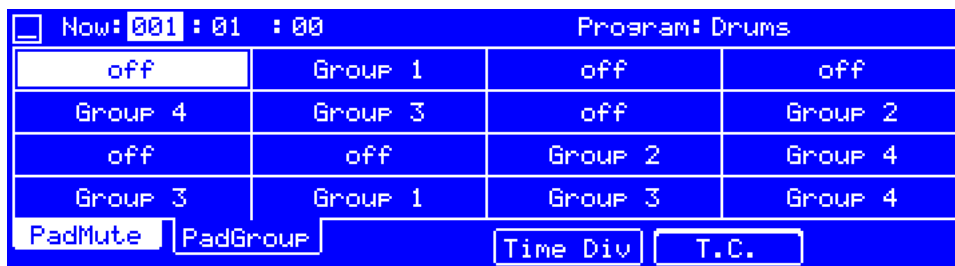 Now:001:01 :00 Program:Drums
off Group 1 off off
Group 4 Group 3 off Group 2
off off Group 2 Group 4
Group 3 Group 1 Group 3 Group 4
PadMute PadGroup Time Div T.C.